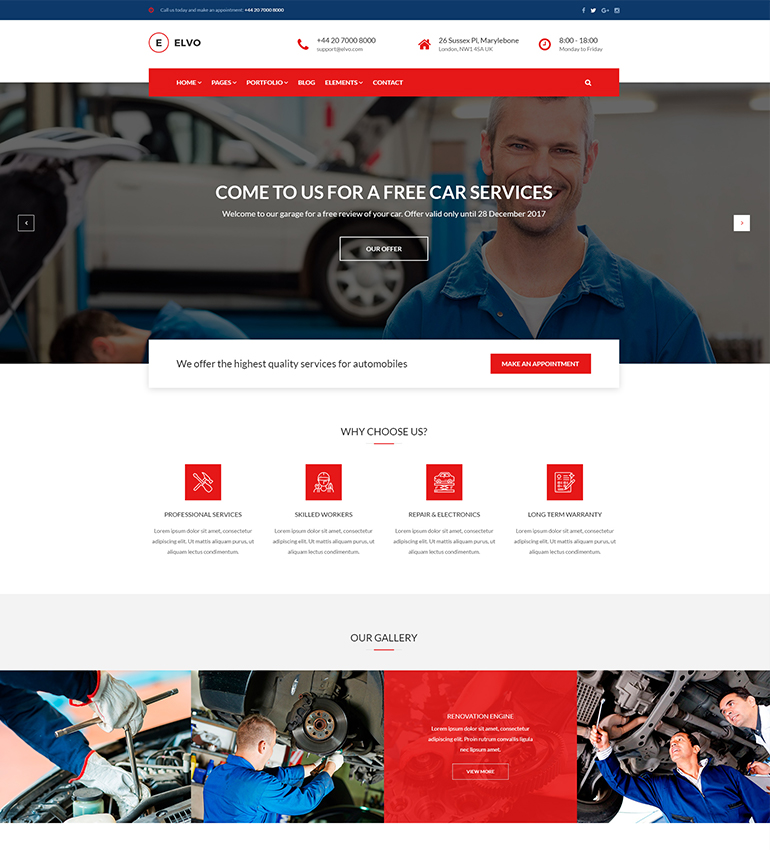 Call us today and make an appointment: +44 20 7000 8000
E ELVO
+44 20 7000 8000
support@elvo.com
26 Sussex Pl, Marylebone
London, NW1 4SA UK
8:00 - 18:00
Monday to Friday
HOME PAGES PORTFOLIO BLOG ELEMENTS CONTACT
COME TO US FOR A FREE CAR SERVICES
Welcome to our garage for a free review of your car. Offer valid only until 28 December 2017
OUR OFFER
We offer the highest quality services for automobiles
MAKE AN APPOINTMENT
WHY CHOOSE US?
PROFESSIONAL SERVICES
Lorem ipsum dolor sit amet, consectetur
adipiscing elit. Ut mattis aliquam purus, ut
aliquam lectus condimentum.
SKILLED WORKERS
Lorem ipsum dolor sit amet, consectetur
adipiscing elit. Ut mattis aliquam purus, ut
aliquam lectus condimentum.
REPAIR & ELECTRONICS
Lorem ipsum dolor sit amet, consectetur
adipiscing elit. Ut mattis aliquam purus, ut
aliquam lectus condimentum.
LONG TERM WARRANTY
Lorem ipsum dolor sit amet, consectetur
adipiscing elit. Ut mattis aliquam purus, ut
aliquam lectus condimentum.
OUR GALLERY
RENOVATION ENGINE
Lorem ipsum dolor sit amet, consectetur
adipiscing elit. Proin rutrum convallis ligula
nec lipsum amet.
VIEW MORE